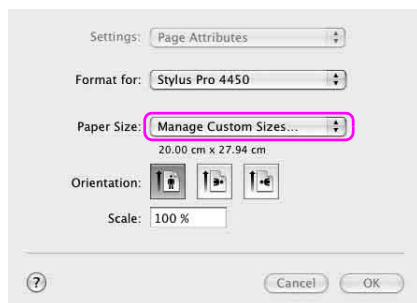 Settings: Page Attributes
Format for: Stylus Pro 4450
Paper Size: Manage Custom Sizes...
20.00 cm x 27.94 cm
Orientation:
Scale: 100 %
? Cancel OK